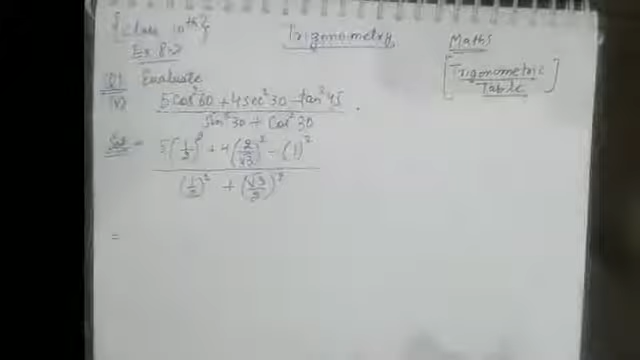 {Class 10th}
Trigonometry
Maths
Ex 8.2
[Trigonometric Table]
Q1 Evaluate
(v) 5cos²60 + 4sec²30 - tan²45
sin²30 + cos²30
Sol = 5(1/2)² + 4(2/√3)² - (1)²
(1/2)² + (√3/2)²
=